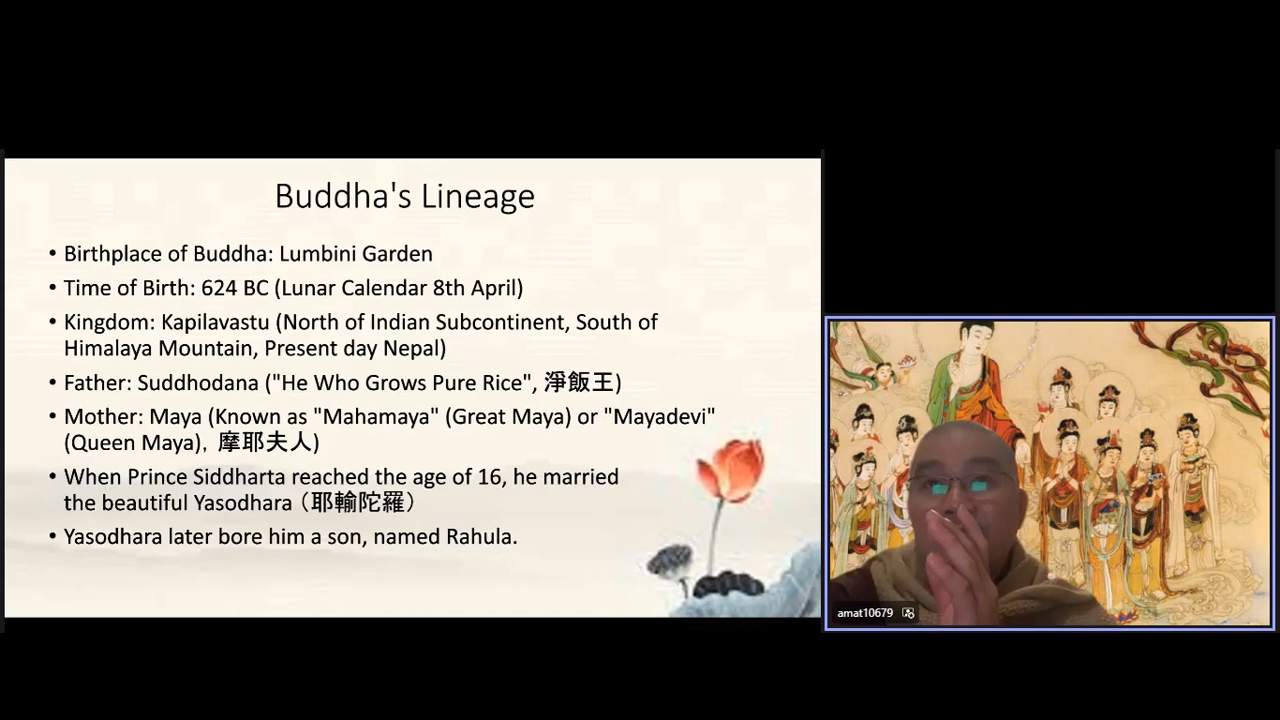 Buddha's Lineage
• Birthplace of Buddha: Lumbini Garden
• Time of Birth: 624 BC (Lunar Calendar 8th April)
• Kingdom: Kapilavastu (North of Indian Subcontinent, South of
Himalaya Mountain, Present day Nepal)
• Father: Suddhodana ("He Who Grows Pure Rice", 淨飯王)
• Mother: Maya (Known as "Mahamaya" (Great Maya) or "Mayadevi"
(Queen Maya), 摩耶夫人)
• When Prince Siddharta reached the age of 16, he married
the beautiful Yasodhara（耶輸陀羅）
• Yasodhara later bore him a son, named Rahula.
amat10679